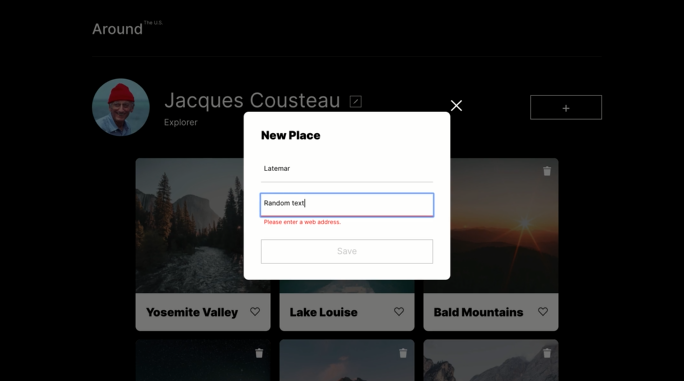 Around The U.S.
Jacques Cousteau
Explorer
+
New Place
Latemar
Random text
Please enter a web address.
Save
Yosemite Valley
Lake Louise
Bald Mountains